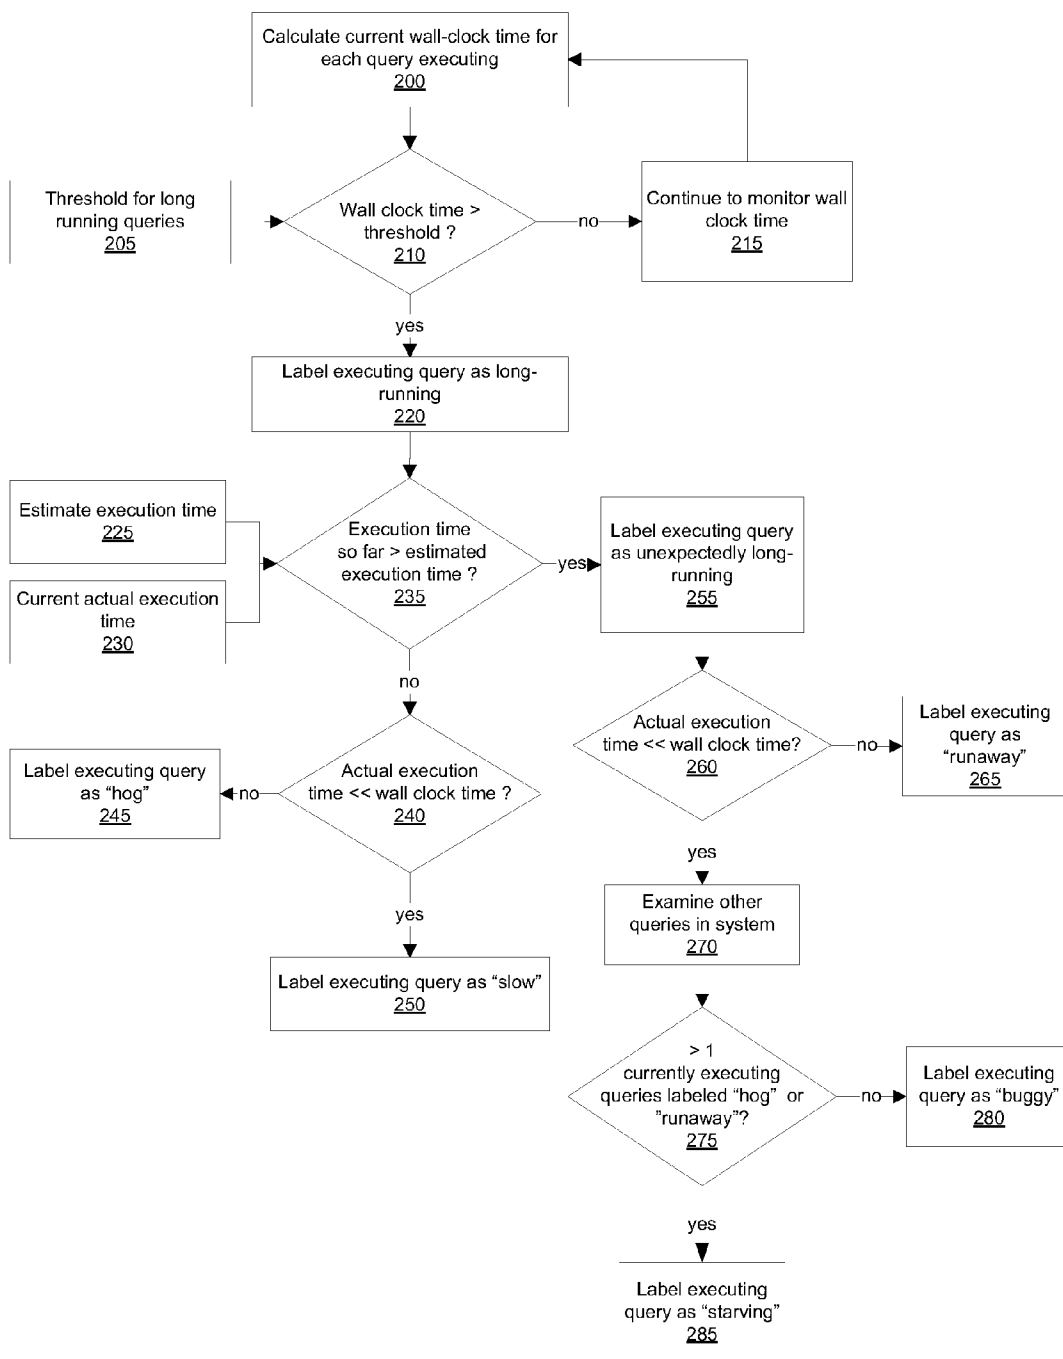 Calculate current wall-clock time for
each query executing
200
Threshold for long
running queries
205
Wall clock time >
threshold ?
210
no
Continue to monitor wall
clock time
215
yes
Label executing query as long-
running
220
Estimate execution time
225
Current actual execution
time
230
Execution time
so far > estimated
execution time ?
235
yes
Label executing query
as unexpectedly long-
running
255
no
Actual execution
time << wall clock time ?
240
no
Label executing query
as “hog”
245
yes
Label executing query as “slow”
250
Actual execution
time << wall clock time?
260
no
Label executing
query as
“runaway”
265
yes
Examine other
queries in system
270
> 1
currently executing
queries labeled “hog” or
”runaway”?
275
no
Label executing
query as “buggy”
280
yes
Label executing
query as “starving”
285